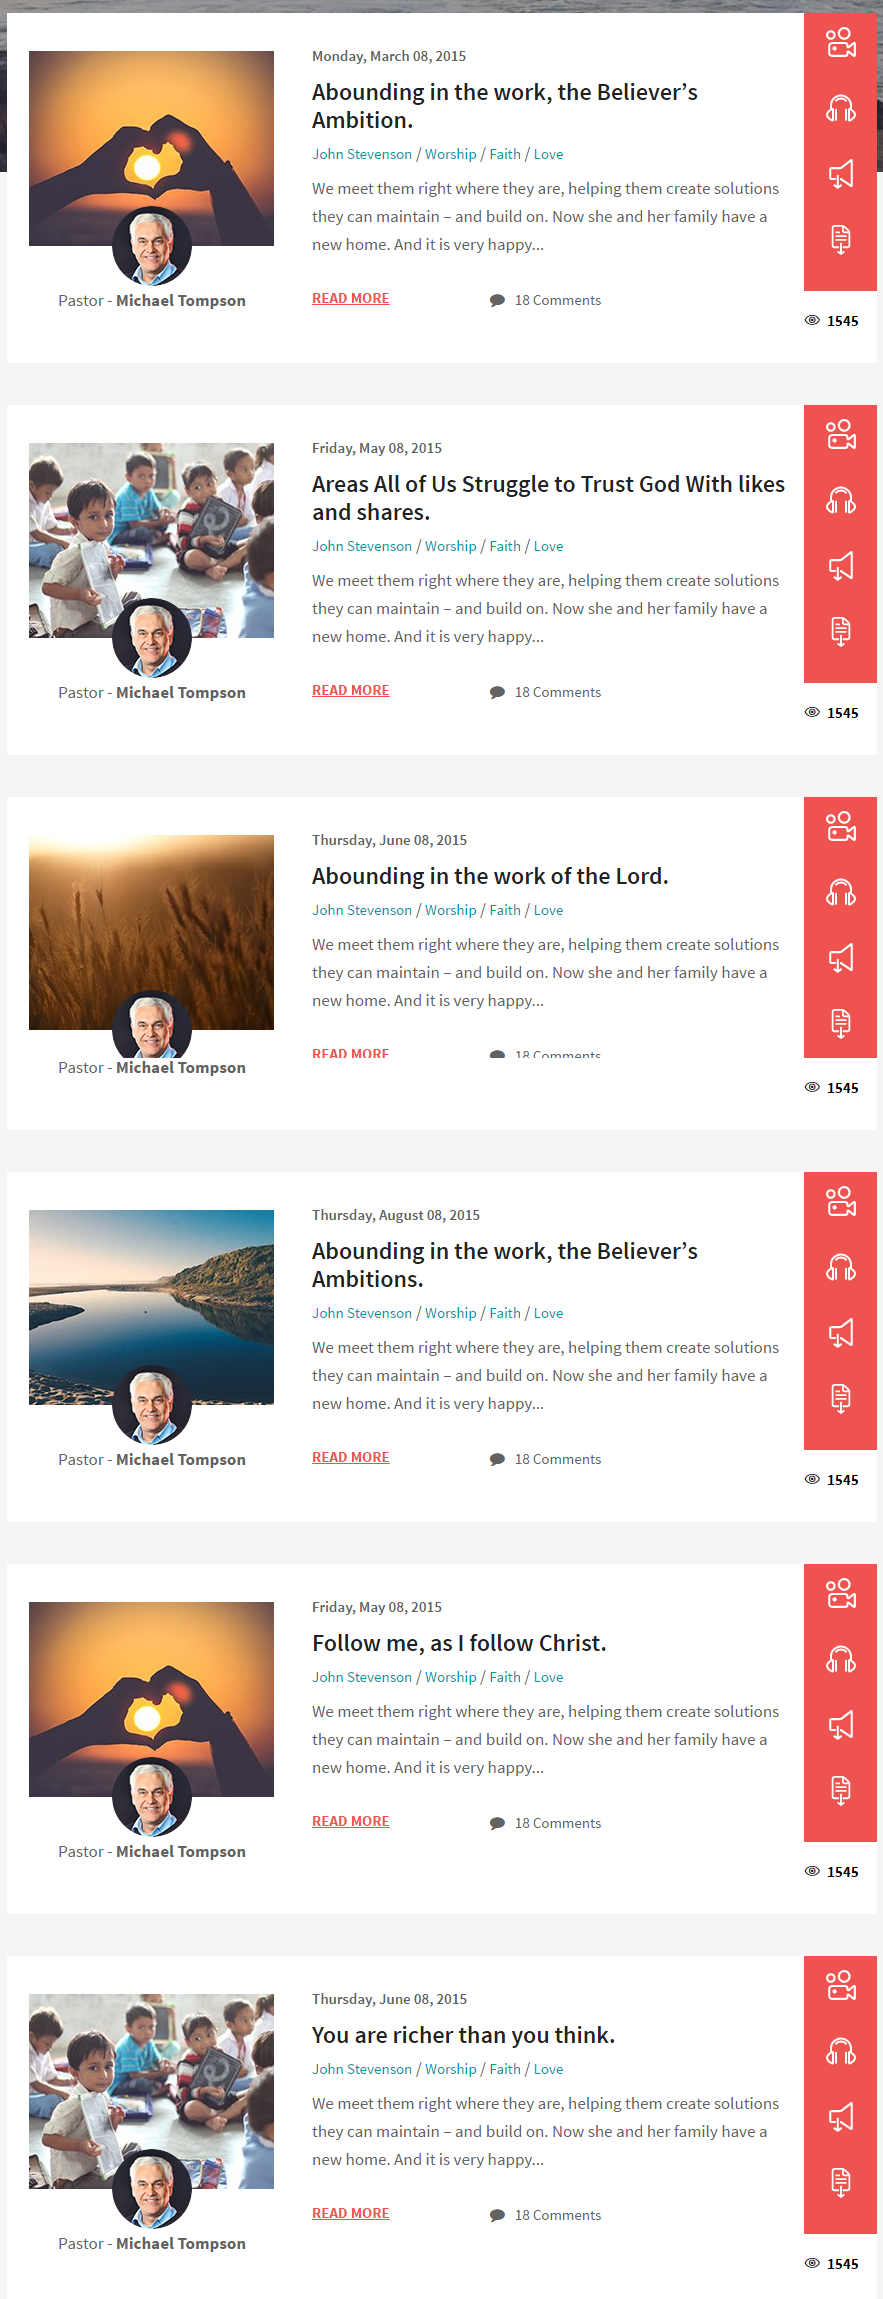 Monday, March 08, 2015
Abounding in the work, the Believer’s
Ambition.
John Stevenson / Worship / Faith / Love
We meet them right where they are, helping them create solutions
they can maintain – and build on. Now she and her family have a
new home. And it is very happy...
Pastor - Michael Tompson
READ MORE
18 Comments
1545
Friday, May 08, 2015
Areas All of Us Struggle to Trust God With likes
and shares.
John Stevenson / Worship / Faith / Love
We meet them right where they are, helping them create solutions
they can maintain – and build on. Now she and her family have a
new home. And it is very happy...
Pastor - Michael Tompson
READ MORE
18 Comments
1545
Thursday, June 08, 2015
Abounding in the work of the Lord.
John Stevenson / Worship / Faith / Love
We meet them right where they are, helping them create solutions
they can maintain – and build on. Now she and her family have a
new home. And it is very happy...
READ MORE
18 Comments
Pastor - Michael Tompson
1545
Thursday, August 08, 2015
Abounding in the work, the Believer’s
Ambitions.
John Stevenson / Worship / Faith / Love
We meet them right where they are, helping them create solutions
they can maintain – and build on. Now she and her family have a
new home. And it is very happy...
Pastor - Michael Tompson
READ MORE
18 Comments
1545
Friday, May 08, 2015
Follow me, as I follow Christ.
John Stevenson / Worship / Faith / Love
We meet them right where they are, helping them create solutions
they can maintain – and build on. Now she and her family have a
new home. And it is very happy...
READ MORE
18 Comments
Pastor - Michael Tompson
1545
Thursday, June 08, 2015
You are richer than you think.
John Stevenson / Worship / Faith / Love
We meet them right where they are, helping them create solutions
they can maintain – and build on. Now she and her family have a
new home. And it is very happy...
READ MORE
18 Comments
Pastor - Michael Tompson
1545